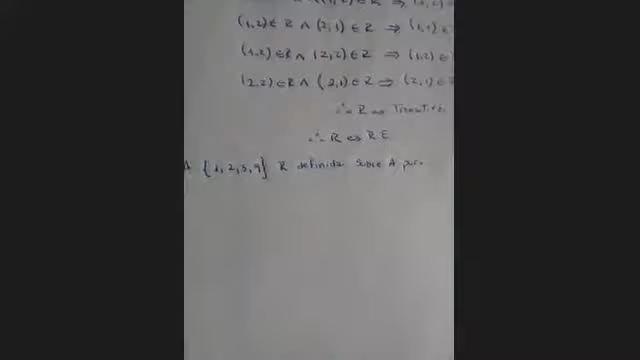 (1,2) ∈ R ∧ (2,1) ∈ R ⇒ (1,1) ∈
(1,2) ∈ R ∧ (2,2) ∈ R ⇒ (1,2) ∈
(2,2) ∈ R ∧ (2,1) ∈ R ⇒ (2,1) ∈ R
∴ R es
∴ R es RE
A {1,2,3,4} R definida sobre A por